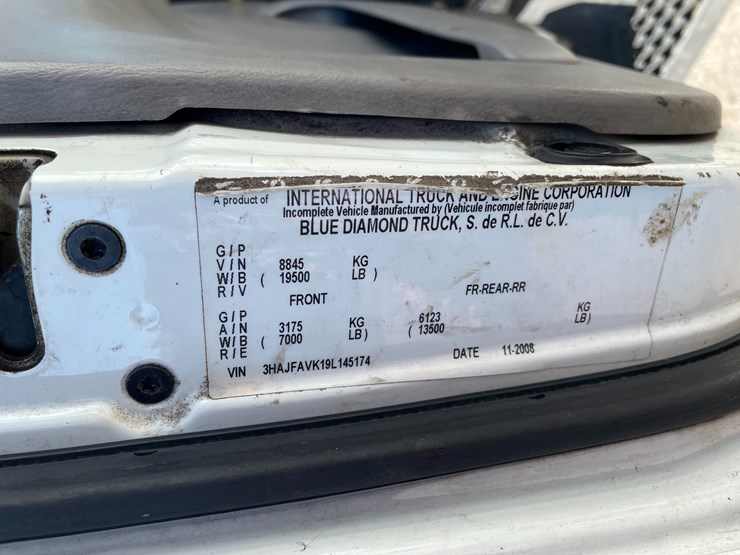 A product of INTERNATIONAL TRUCK AND ENGINE CORPORATION
Incomplete Vehicle Manufactured by (Vehicule incomplet fabrique par)
BLUE DIAMOND TRUCK, S. de R.L. de C.V.
G / P
V / N 8845 KG
W / B ( 19500 LB )
R / V
FRONT FR-REAR-RR
G / P
A / N 3175 KG 6123 KG
W / B ( 7000 LB) ( 13500 LB)
R / E
VIN 3HAJFAVK19L145174 DATE 11-2008